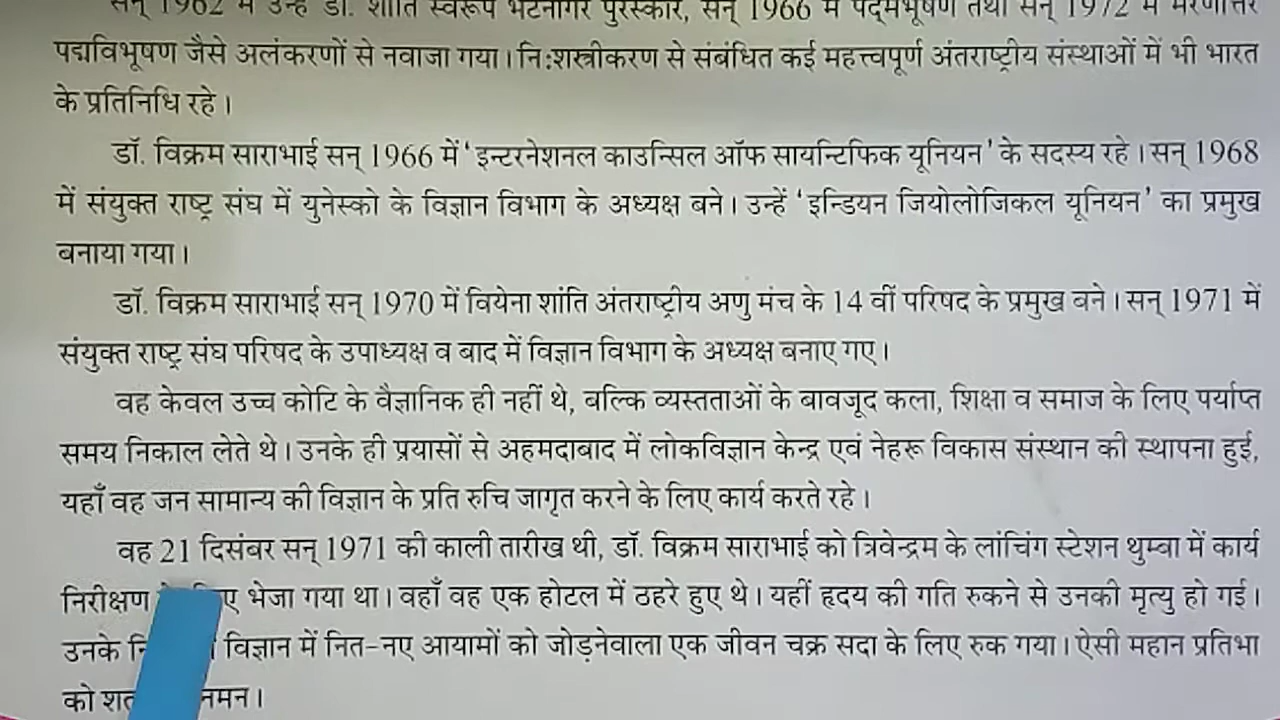 सन् 1962 में उन्हें डॉ. शांति स्वरूप भटनागर पुरस्कार, सन् 1966 में पद्मभूषण तथा सन् 1972 में मरणोत्तर
पद्मविभूषण जैसे अलंकरणों से नवाजा गया। नि:शस्त्रीकरण से संबंधित कई महत्त्वपूर्ण अंतराष्ट्रीय संस्थाओं में भी भारत
के प्रतिनिधि रहे।
डॉ. विक्रम साराभाई सन् 1966 में ' इन्टरनेशनल काउन्सिल ऑफ सायन्टिफिक यूनियन ' के सदस्य रहे। सन् 1968
में संयुक्त राष्ट्र संघ में युनेस्को के विज्ञान विभाग के अध्यक्ष बने। उन्हें ' इन्डियन जियोलोजिकल यूनियन ' का प्रमुख
बनाया गया।
डॉ. विक्रम साराभाई सन् 1970 में वियेना शांति अंतराष्ट्रीय अणु मंच के 14 वीं परिषद के प्रमुख बने। सन् 1971 में
संयुक्त राष्ट्र संघ परिषद के उपाध्यक्ष व बाद में विज्ञान विभाग के अध्यक्ष बनाए गए।
वह केवल उच्च कोटि के वैज्ञानिक ही नहीं थे, बल्कि व्यस्तताओं के बावजूद कला, शिक्षा व समाज के लिए पर्याप्त
समय निकाल लेते थे। उनके ही प्रयासों से अहमदाबाद में लोकविज्ञान केन्द्र एवं नेहरू विकास संस्थान की स्थापना हुई,
यहाँ वह जन सामान्य की विज्ञान के प्रति रुचि जागृत करने के लिए कार्य करते रहे।
वह 21 दिसंबर सन् 1971 की काली तारीख थी, डॉ. विक्रम साराभाई को त्रिवेन्द्रम के लांचिंग स्टेशन थुम्बा में कार्य
निरीक्षण भेजा गया था। वहाँ वह एक होटल में ठहरे हुए थे। यहीं हृदय की गति रुकने से उनकी मृत्यु हो गई।
उनके विज्ञान में नित-नए आयामों को जोड़नेवाला एक जीवन चक्र सदा के लिए रुक गया। ऐसी महान प्रतिभा
को नमन।